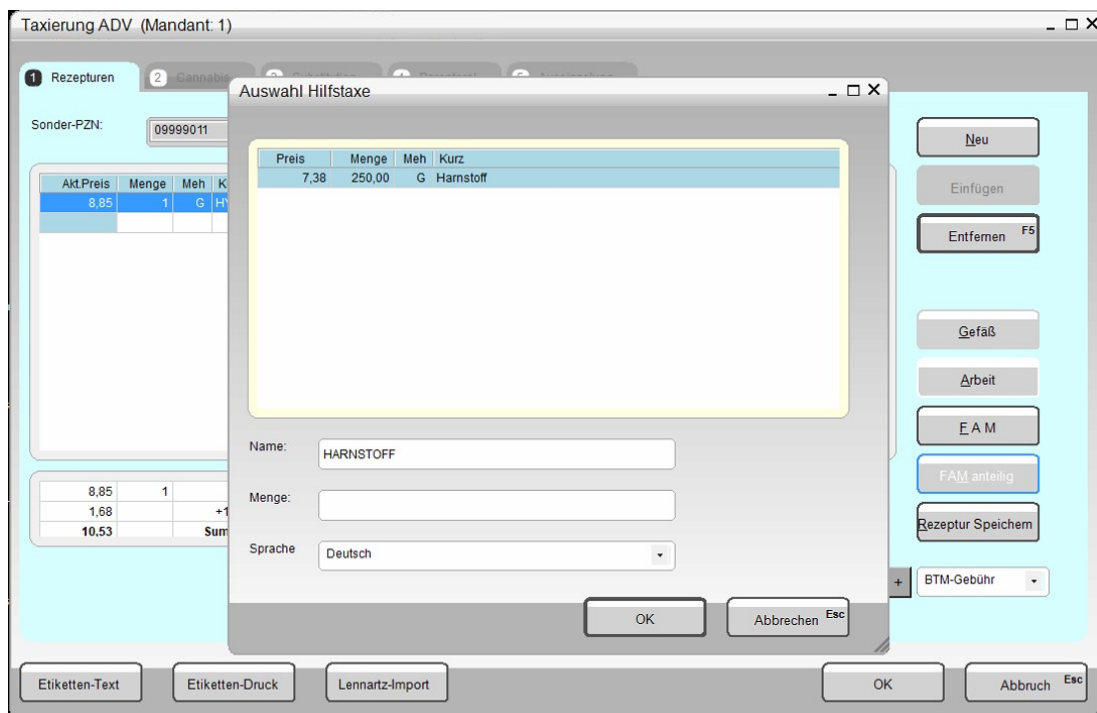 Taxierung ADV (Mandant: 1)
1 Rezepturen 2 Cannabis
Auswahl Hilfstaxe
Sonder-PZN: 09999011
Neu
Einfügen
Entfernen F5
Gefäß
Arbeit
F A M
FAM anteilig
Rezeptur Speichern
+ BTM-Gebühr
Akt.Preis Menge Meh K
8,85 1 G HY
8,85 1
1,68 +1
10,53 Sum
Preis Menge Meh Kurz
7,38 250,00 G Harnstoff
Name: HARNSTOFF
Menge:
Sprache Deutsch
OK Abbrechen Esc
Etiketten-Text Etiketten-Druck Lennartz-Import OK Abbruch Esc